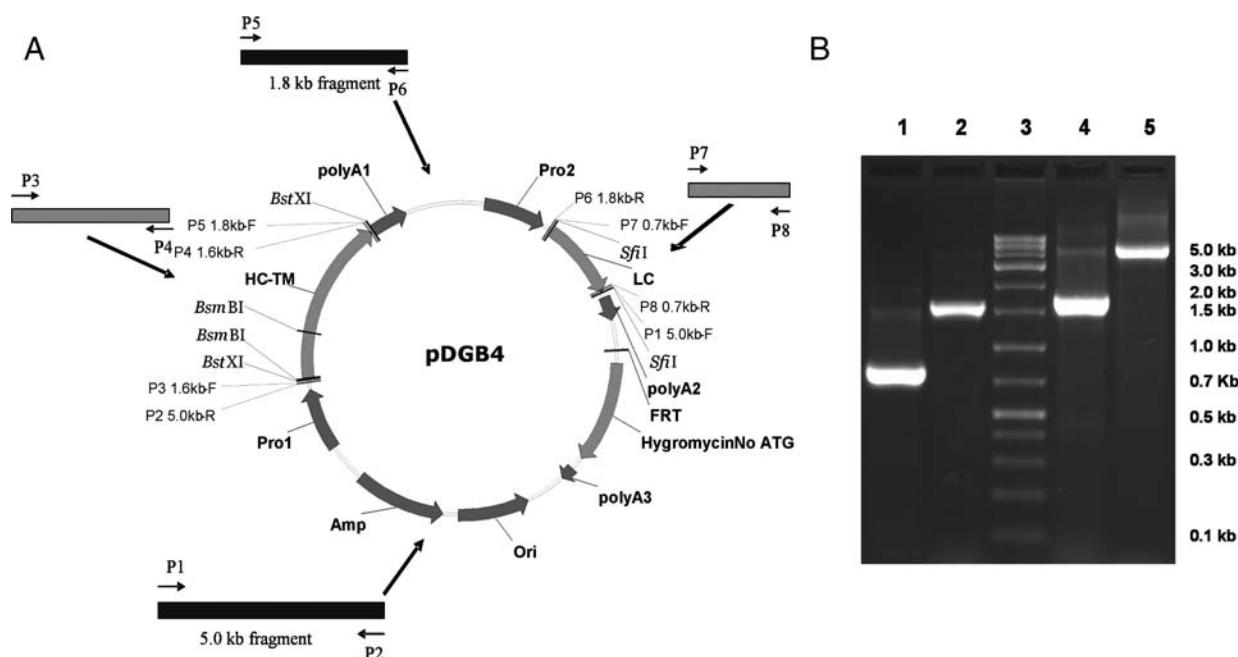 A
P5
1.8 kb fragment
P6
P3
P4
P7
P8
polyA1
Pro2
BstXI
P5 1.8kb-F
P4 1.6kb-R
HC-TM
BsmBI
BsmBI
BstXI
P3 1.6kb-F
P2 5.0kb-R
Pro1
Amp
Ori
polyA3
HygromycinNo ATG
FRT
polyA2
SfiI
P1 5.0kb-F
P8 0.7kb-R
LC
SfiI
P7 0.7kb-F
P6 1.8kb-R
pDGB4
P1
5.0 kb fragment
P2
B
1 2 3 4 5
5.0 kb
3.0 kb
2.0 kb
1.5 kb
1.0 kb
0.7 Kb
0.5 kb
0.3 kb
0.1 kb